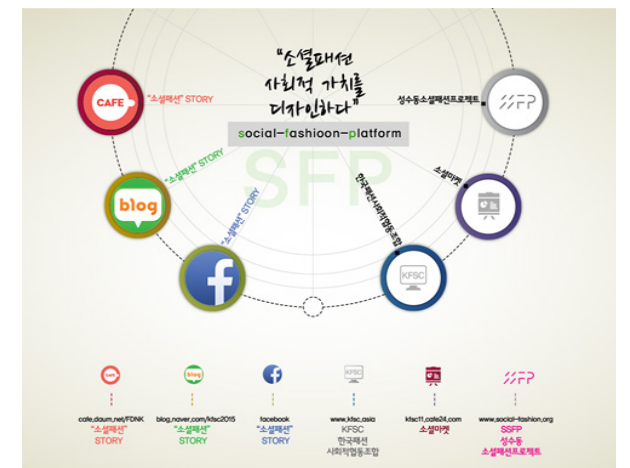 “소셜패션
사회적 가치를
디자인하다”
social-fashioon-platform
SFP
CAFE
“소셜패션” STORY
성수동소셜패션프로젝트
SSFP
blog
“소셜패션” STORY
소셜마켓
f
“소셜패션” STORY
한국패션사회적협동조합
KFSC
cafe
blog
f
KFSC
SSFP
cafe.daum.net/FDNK
“소셜패션”
STORY
blog.naver.com/kfsc2015
“소셜패션”
STORY
facebook
“소셜패션”
STORY
www.kfsc.asia
KFSC
한국패션
사회적협동조합
kfsc11.cafe24.com
소셜마켓
www.social-fashion.org
SSFP
성수동
소셜패션프로젝트